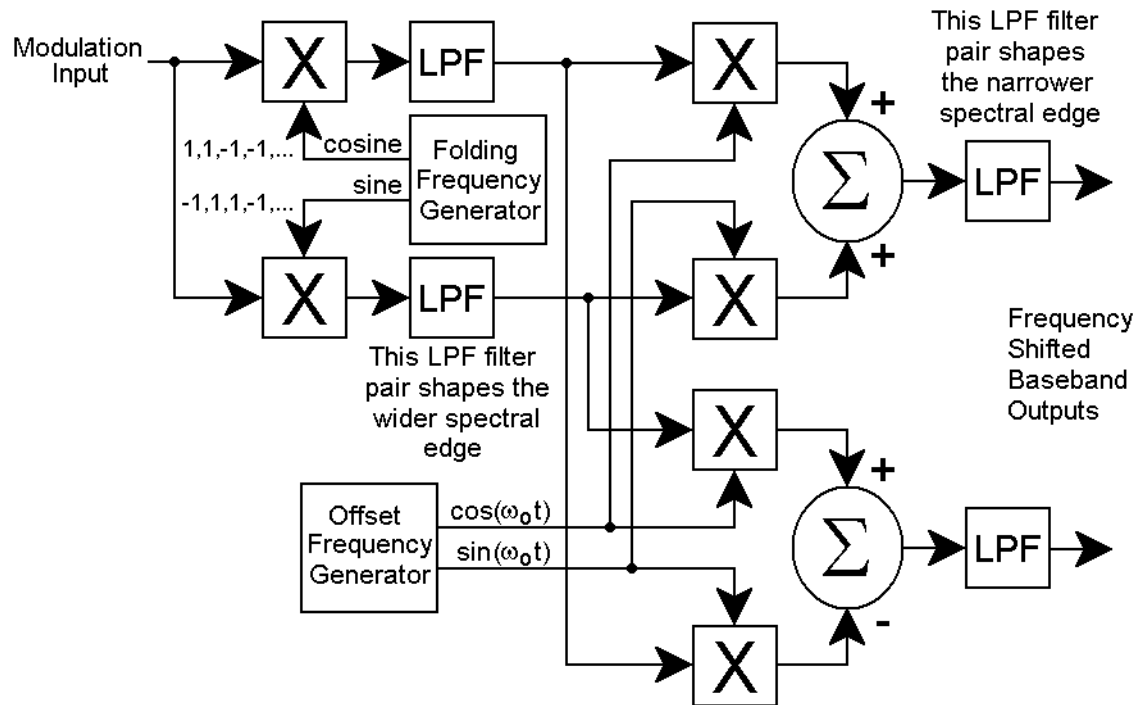 Modulation
Input
X
LPF
X
This LPF filter
pair shapes
the narrower
spectral edge
+
1,1,-1,-1,...
cosine
sine
-1,1,1,-1,...
Folding
Frequency
Generator
Σ
LPF
X
LPF
X
+
This LPF filter
pair shapes the
wider spectral
edge
Frequency
Shifted
Baseband
Outputs
X
+
Offset
Frequency
Generator
cos(ω₀t)
sin(ω₀t)
Σ
LPF
X
-